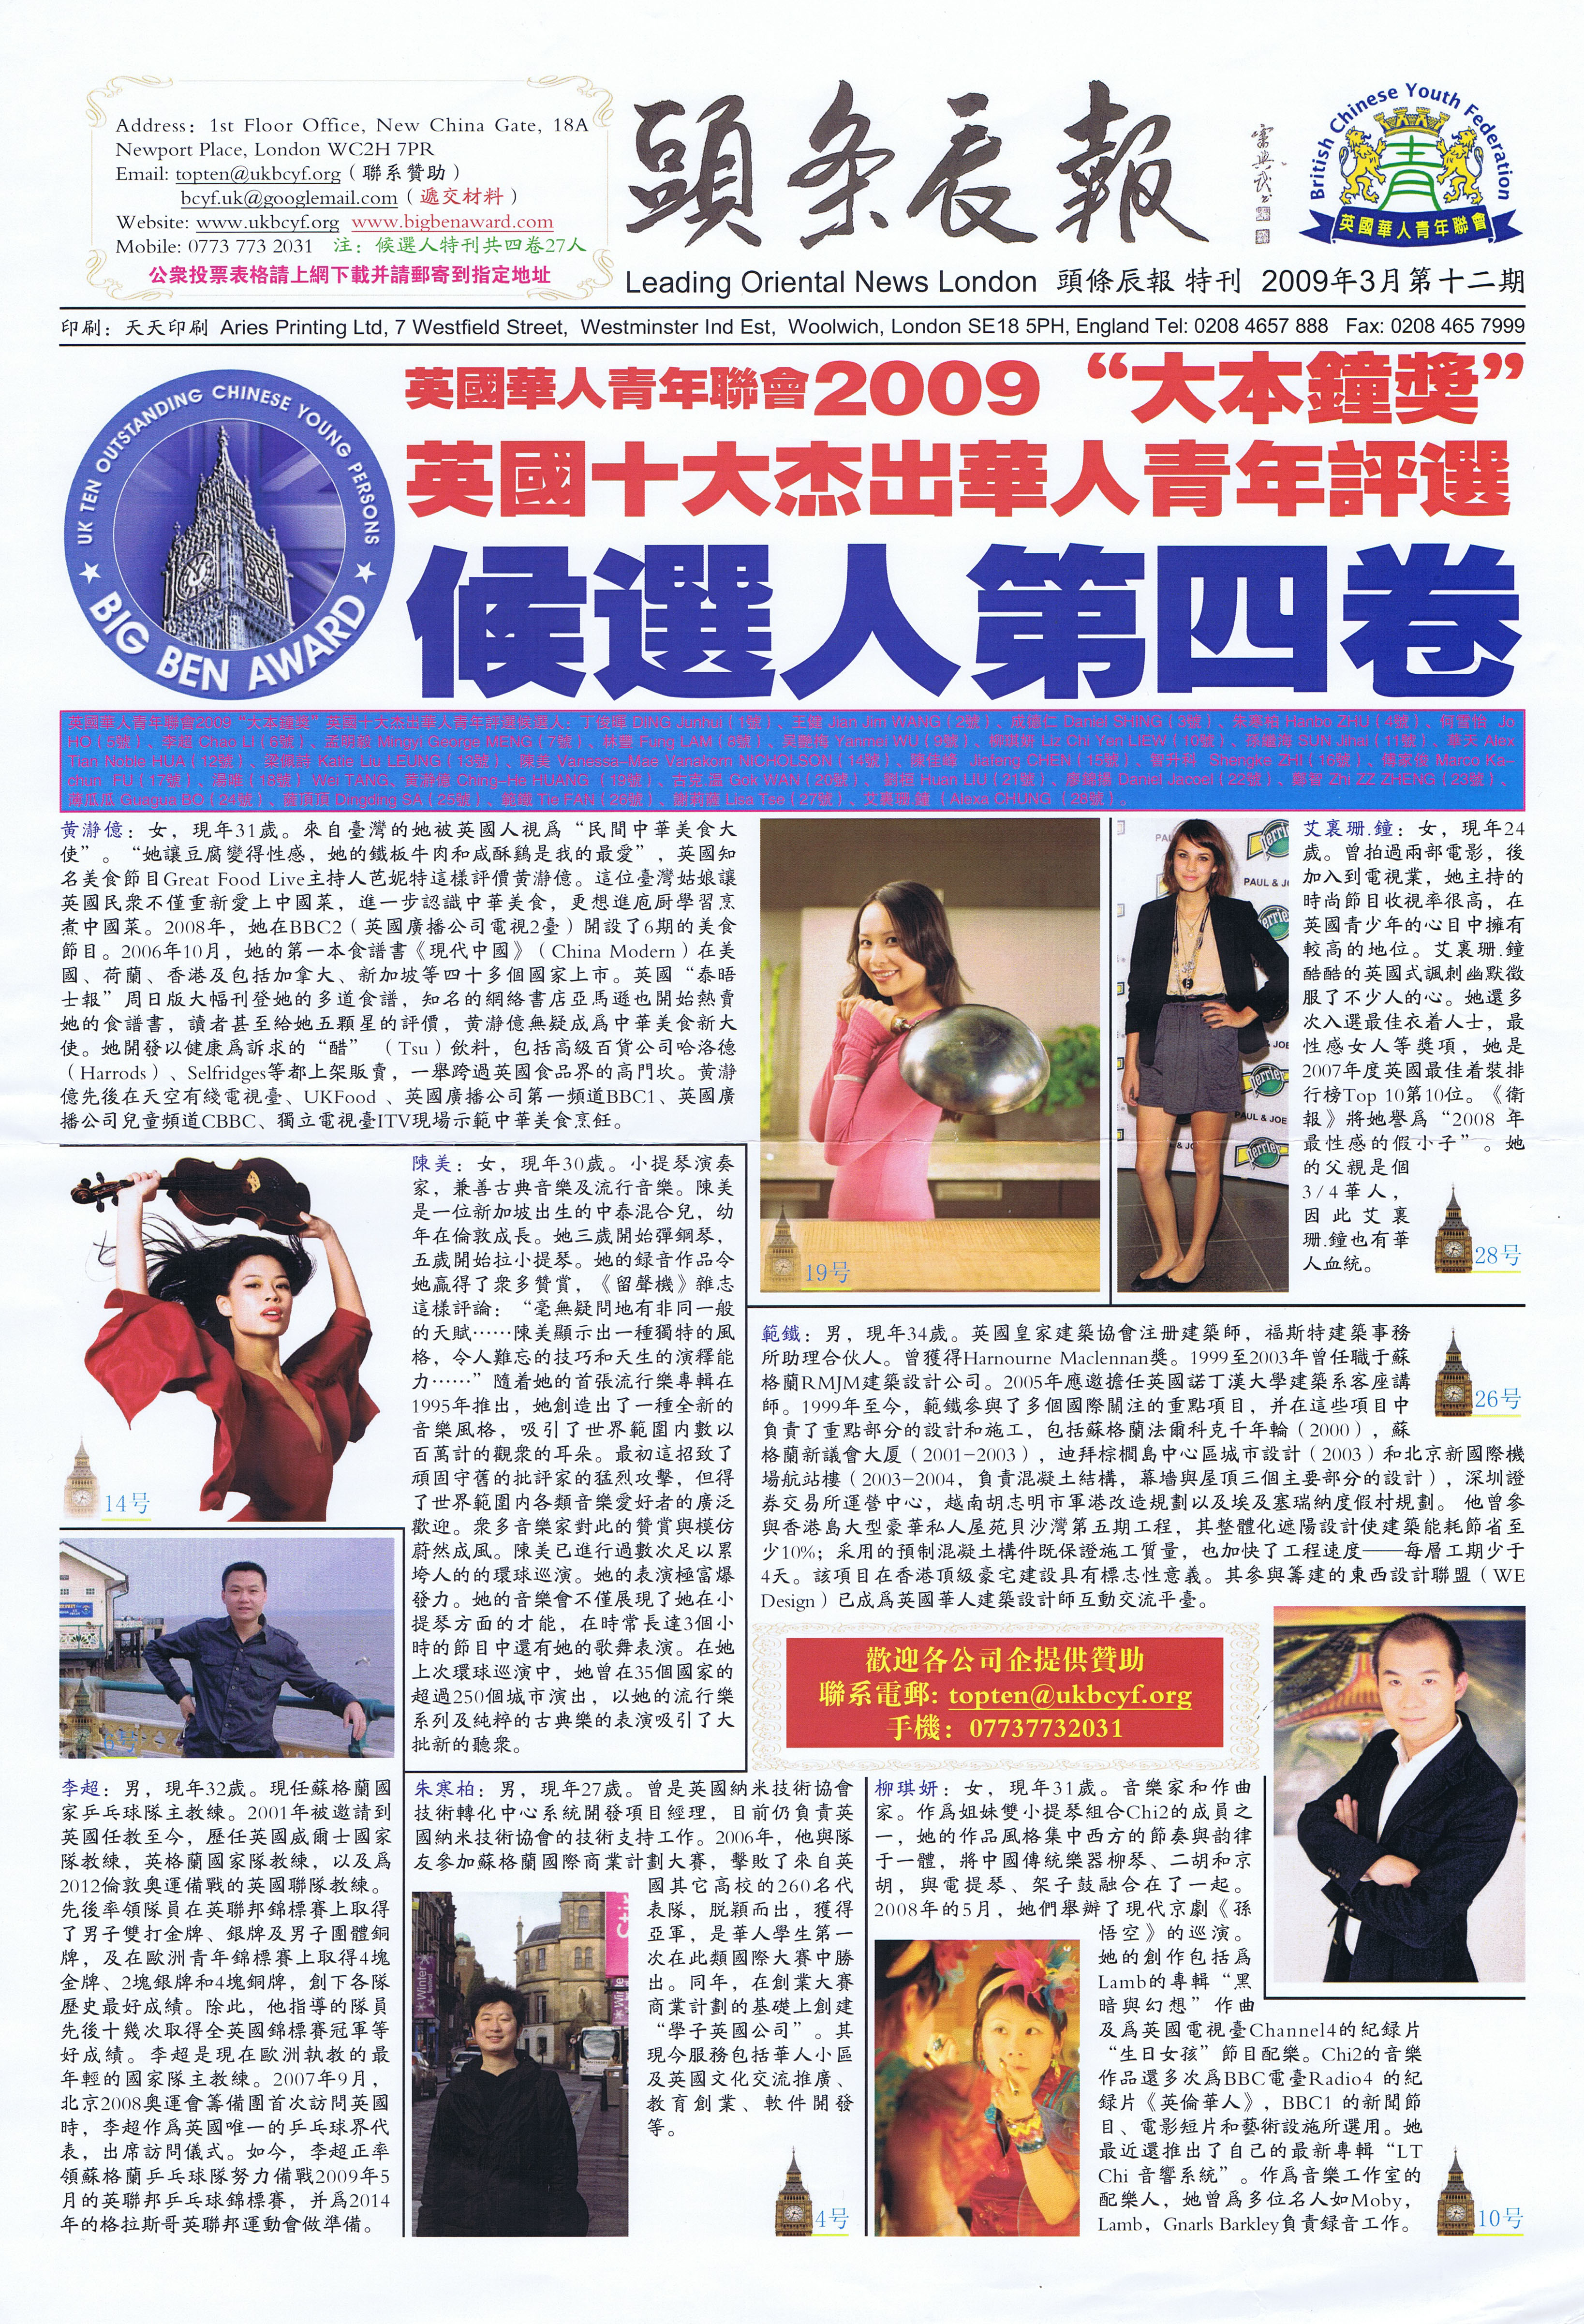 Address: 1st Floor Office, New China Gate, 18A
Newport Place, London WC2H 7PR
Email: topten@ukbcyf.org（聯系贊助）
bcyf.uk@googlemail.com（遞交材料）
Website: www.ukbcyf.org www.bigbenaward.com
Mobile: 0773 773 2031 注：候選人特刊共四卷27人
公衆投票表格請上網下載并請郵寄到指定地址
頭条辰報
British Chinese Youth Federation
英國華人青年聯會
Leading Oriental News London 頭條辰報 特刊 2009年3月第十二期
印刷：天天印刷 Aries Printing Ltd, 7 Westfield Street, Westminster Ind Est, Woolwich, London SE18 5PH, England Tel: 0208 4657 888 Fax: 0208 465 7999
UK TEN OUTSTANDING CHINESE YOUNG PERSONS
BIG BEN AWARD
英國華人青年聯會2009“大本鐘獎”
英國十大杰出華人青年評選
候選人第四卷
英國華人青年聯會2009“大本鐘獎”英國十大杰出華人青年評選候選人：丁俊暉 DING Junhui（1號）、王健 Jian Jim WANG（2號）、成續仁 Daniel SHING（3號）、朱寒柏 Hanbo ZHU（4號）、何雪怡 Jo
HO（5號）、李超 Chao LI（6號）、孟明毅 Mingyi George MENG（7號）、林豐 Fung LAM（8號）、吳艷梅 Yanmei WU（9號）、柳琪妍 Liz Chi Yen LIEW（10號）、孫繼海 SUN Jihai（11號）、華天 Alex
Tian Noble HUA（12號）、梁佩詩 Katie Liu LEUNG（13號）、陳美 Vanessa-Mae Vanakorn NICHOLSON（14號）、陳佳峰 Jiafeng CHEN（15號）、智升科 Shengke ZHI（16號）、傅家俊 Marco Ka-
chun FU（17號）、湯唯（18號）Wei TANG、黃瀞億 Ching-He HUANG（19號）、古克 溫 Gok WAN（20號）、劉桓 Huan LIU（21號）、廖錦博 Daniel Jaccel（22號）、鄭智 Zhi ZZ ZHENG（23號）、
薄瓜瓜 Guagua BO（24號）、薩頂頂 Dingding SA（25號）、範鐵 Tie FAN（26號）、謝莉薩 Lisa Tse（27號）、艾裏珊.鐘（Alexa CHUNG（28號）。
黃瀞億：女，現年31歲。來自臺灣的她被英國人視爲“民間中華美食大
使”。“她讓豆腐變得性感，她的鐵板牛肉和咸酥鷄是我的最愛”，英國知
名美食節目Great Food Live主持人芭妮特這樣評價黃瀞億。這位臺灣姑娘讓
英國民衆不僅重新愛上中國菜，進一步認識中華美食，更想進庖厨學習烹
煮中國菜。2008年，她在BBC2（英國廣播公司電視2臺）開設了6期的美食
節目。2006年10月，她的第一本食譜書《現代中國》（China Modern）在美
國、荷蘭、香港及包括加拿大、新加坡等四十多個國家上市。英國“泰晤
士報”周日版大幅刊登她的多道食譜，知名的網絡書店亞馬遜也開始熱賣
她的食譜書，讀者甚至給她五顆星的評價，黃瀞億無疑成爲中華美食新大
使。她開發以健康爲訴求的“醋”（Tsu）飲料，包括高級百貨公司哈洛德
（Harrods）、Selfridges等都上架販賣，一舉跨過英國食品界的高門坎。黃瀞
億先後在天空有綫電視臺、UKFood 、英國廣播公司第一頻道BBC1、英國廣
播公司兒童頻道CBBC、獨立電視臺ITV現場示範中華美食烹飪。
19号
PAUL & JOE
perrier
艾裏珊.鐘：女，現年24
歲。曾拍過兩部電影，後
加入到電視業，她主持的
時尚節目收視率很高，在
英國青少年的心目中擁有
較高的地位。艾裏珊.鐘
酷酷的英國式諷刺幽默徵
服了不少人的心。她還多
次入選最佳衣着人士，最
性感女人等獎項，她是
2007年度英國最佳着裝排
行榜Top 10第10位。《衛
報》將她譽爲“2008 年
最性感的假小子”。她
的父親是個
3/4華人，
因此艾裏
珊.鐘也有華
人血統。
28号
14号
陳美：女，現年30歲。小提琴演奏
家，兼善古典音樂及流行音樂。陳美
是一位新加坡出生的中泰混合兒，幼
年在倫敦成長。她三歲開始彈鋼琴，
五歲開始拉小提琴。她的録音作品令
她贏得了衆多贊賞，《留聲機》雜志
這樣評論：“毫無疑問地有非同一般
的天賦……陳美顯示出一種獨特的風
格，令人難忘的技巧和天生的演釋能
力……”隨着她的首張流行樂專輯在
1995年推出，她創造出了一種全新的
音樂風格，吸引了世界範圍内數以
百萬計的觀衆的耳朵。最初這招致了
頑固守舊的批評家的猛烈攻擊，但得
了世界範圍内各類音樂愛好者的廣泛
歡迎。衆多音樂家對此的贊賞與模仿
蔚然成風。陳美已進行過數次足以累
垮人的的環球巡演。她的表演極富爆
發力。她的音樂會不僅展現了她在小
提琴方面的才能，在時常長達3個小
時的節目中還有她的歌舞表演。在她
上次環球巡演中，她曾在35個國家的
超過250個城市演出，以她的流行樂
系列及純粹的古典樂的表演吸引了大
批新的聽衆。
範鐵：男，現年34歲。英國皇家建築協會注册建築師，福斯特建築事務
所助理合伙人。曾獲得Harnourne Maclennan獎。1999至2003年曾任職于蘇
格蘭RMJM建築設計公司。2005年應邀擔任英國諾丁漢大學建築系客座講
師。1999年至今，範鐵參與了多個國際關注的重點項目，并在這些項目中
負責了重點部分的設計和施工，包括蘇格蘭法爾科克千年輪（2000），蘇
格蘭新議會大厦（2001-2003），迪拜棕櫚島中心區城市設計（2003）和北京新國際機
場航站樓（2003-2004，負責混凝土結構，幕墻與屋頂三個主要部分的設計），深圳證
券交易所運營中心，越南胡志明市軍港改造規劃以及埃及塞瑞納度假村規劃。 他曾參
與香港島大型豪華私人屋苑貝沙灣第五期工程，其整體化遮陽設計使建築能耗節省至
少10%；采用的預制混凝土構件既保證施工質量，也加快了工程速度——每層工期少于
4天。該項目在香港頂級豪宅建設具有標志性意義。其參與籌建的東西設計聯盟（WE
Design）已成爲英國華人建築設計師互動交流平臺。
26号
歡迎各公司企提供贊助
聯系電郵: topten@ukbcyf.org
手機：07737732031
6号
李超：男，現年32歲。現任蘇格蘭國
家乒乓球隊主教練。2001年被邀請到
英國任教至今，歷任英國威爾士國家
隊教練，英格蘭國家隊教練，以及爲
2012倫敦奧運備戰的英國聯隊教練。
先後率領隊員在英聯邦錦標賽上取得
了男子雙打金牌、銀牌及男子團體銅
牌，及在歐洲青年錦標賽上取得4塊
金牌、2塊銀牌和4塊銅牌，創下各隊
歷史最好成績。除此，他指導的隊員
先後十幾次取得全英國錦標賽冠軍等
好成績。李超是現在歐洲執教的最
年輕的國家隊主教練。2007年9月，
北京2008奧運會籌備團首次訪問英國
時，李超作爲英國唯一的乒乓球界代
表，出席訪問儀式。如今，李超正率
領蘇格蘭乒乓球隊努力備戰2009年5
月的英聯邦乒乓球錦標賽，并爲2014
年的格拉斯哥英聯邦運動會做準備。
朱寒柏：男，現年27歲。曾是英國納米技術協會
技術轉化中心系統開發項目經理，目前仍負責英
國納米技術協會的技術支持工作。2006年，他與隊
友參加蘇格蘭國際商業計劃大賽，擊敗了來自英
國其它高校的260名代
表隊，脱穎而出，獲得
亞軍，是華人學生第一
次在此類國際大賽中勝
出。同年，在創業大賽
商業計劃的基礎上創建
“學子英國公司”。其
現今服務包括華人小區
及英國文化交流推廣、
教育創業、軟件開發
等。
Winter
4号
柳琪妍：女，現年31歲。音樂家和作曲
家。作爲姐妹雙小提琴組合Chi2的成員之
一，她的作品風格集中西方的節奏與韵律
于一體，將中國傳統樂器柳琴、二胡和京
胡，與電提琴、架子鼓融合在了一起。
2008年的5月，她們舉辦了現代京劇《孫
悟空》的巡演。
她的創作包括爲
Lamb的專輯“黑
暗與幻想”作曲
及爲英國電視臺Channel4的紀録片
“生日女孩”節目配樂。Chi2的音樂
作品還多次爲BBC電臺Radio4 的紀
録片《英倫華人》，BBC1 的新聞節
目、電影短片和藝術設施所選用。她
最近還推出了自己的最新專輯“LT
Chi 音響系統”。作爲音樂工作室的
配樂人，她曾爲多位名人如Moby，
Lamb，Gnarls Barkley負責録音工作。
10号